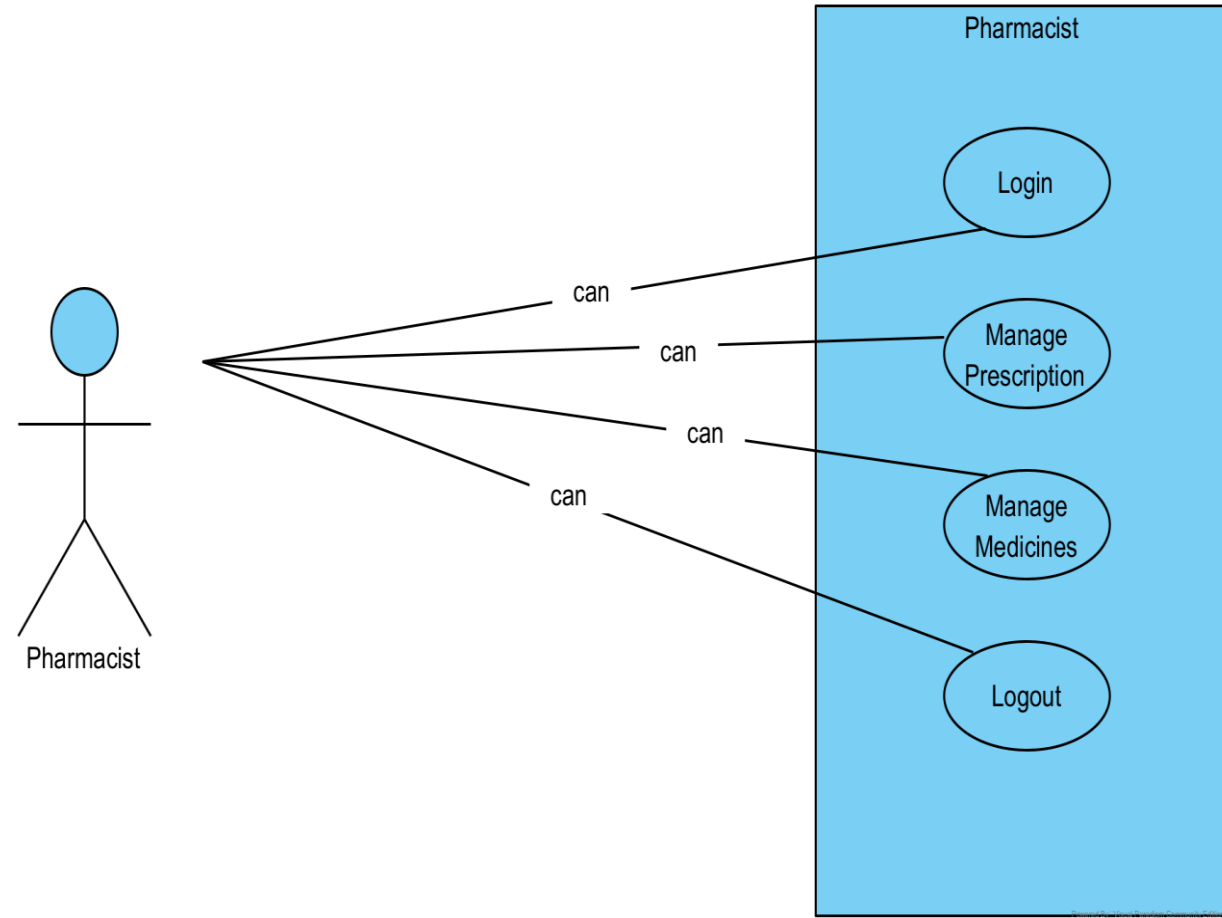 Pharmacist
Login
can
Manage
Prescription
can
can
Manage
Medicines
can
Logout
Pharmacist